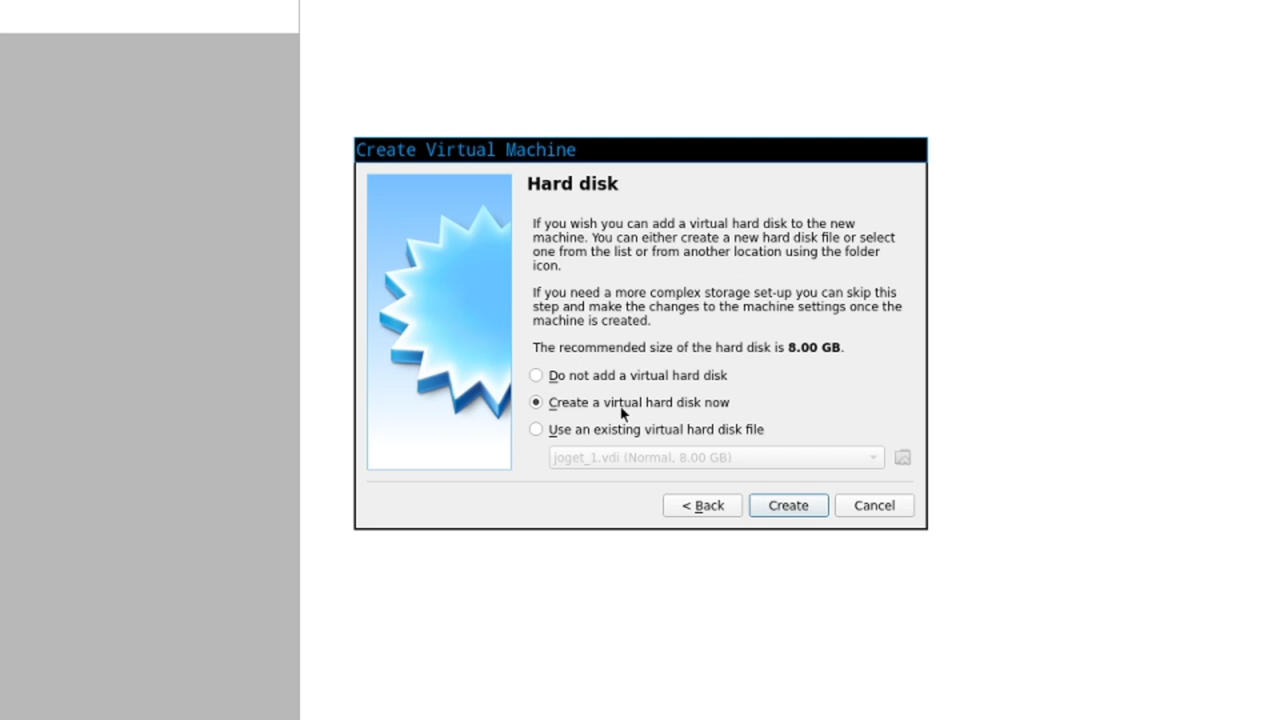 Create Virtual Machine
Hard disk
If you wish you can add a virtual hard disk to the new
machine. You can either create a new hard disk file or select
one from the list or from another location using the folder
icon.
If you need a more complex storage set-up you can skip this
step and make the changes to the machine settings once the
machine is created.
The recommended size of the hard disk is 8.00 GB.
Do not add a virtual hard disk
Create a virtual hard disk now
Use an existing virtual hard disk file
joget_1.vdi (Normal, 8.00 GB)
< Back
Create
Cancel